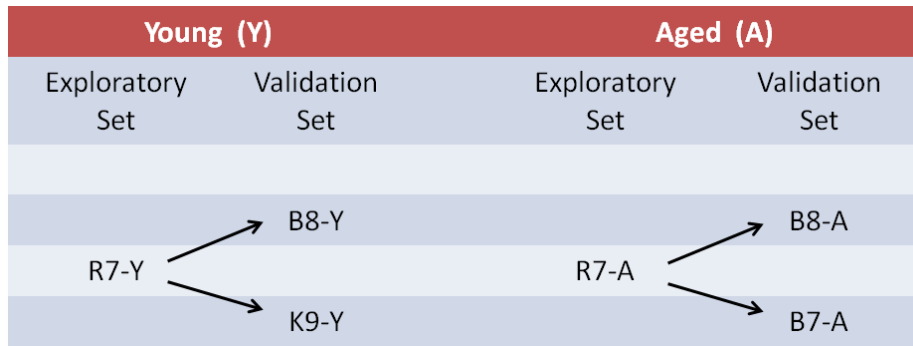 Young (Y) Aged (A)
Exploratory Validation Exploratory Validation
Set Set Set Set
B8-Y B8-A
R7-Y R7-A
K9-Y B7-A